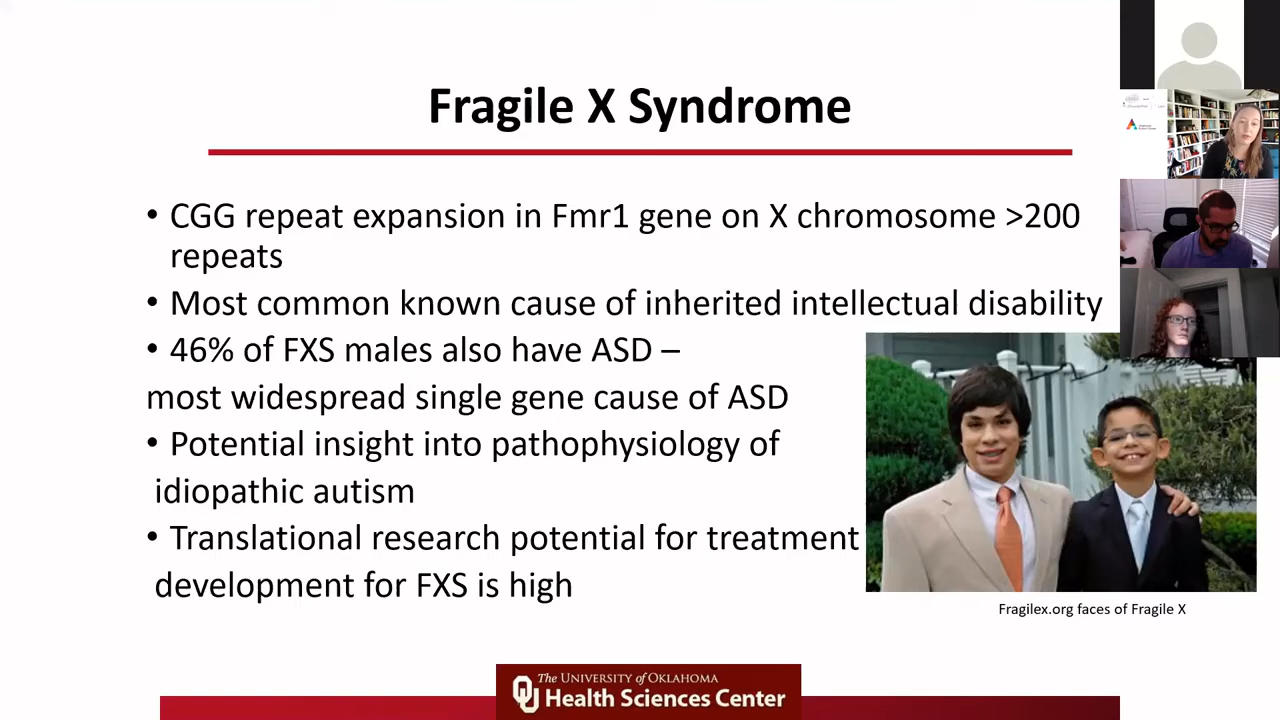 Fragile X Syndrome
• CGG repeat expansion in Fmr1 gene on X chromosome >200
repeats
• Most common known cause of inherited intellectual disability
• 46% of FXS males also have ASD –
most widespread single gene cause of ASD
• Potential insight into pathophysiology of
idiopathic autism
• Translational research potential for treatment
development for FXS is high
Fragilex.org faces of Fragile X
The UNIVERSITY of OKLAHOMA
Health Sciences Center